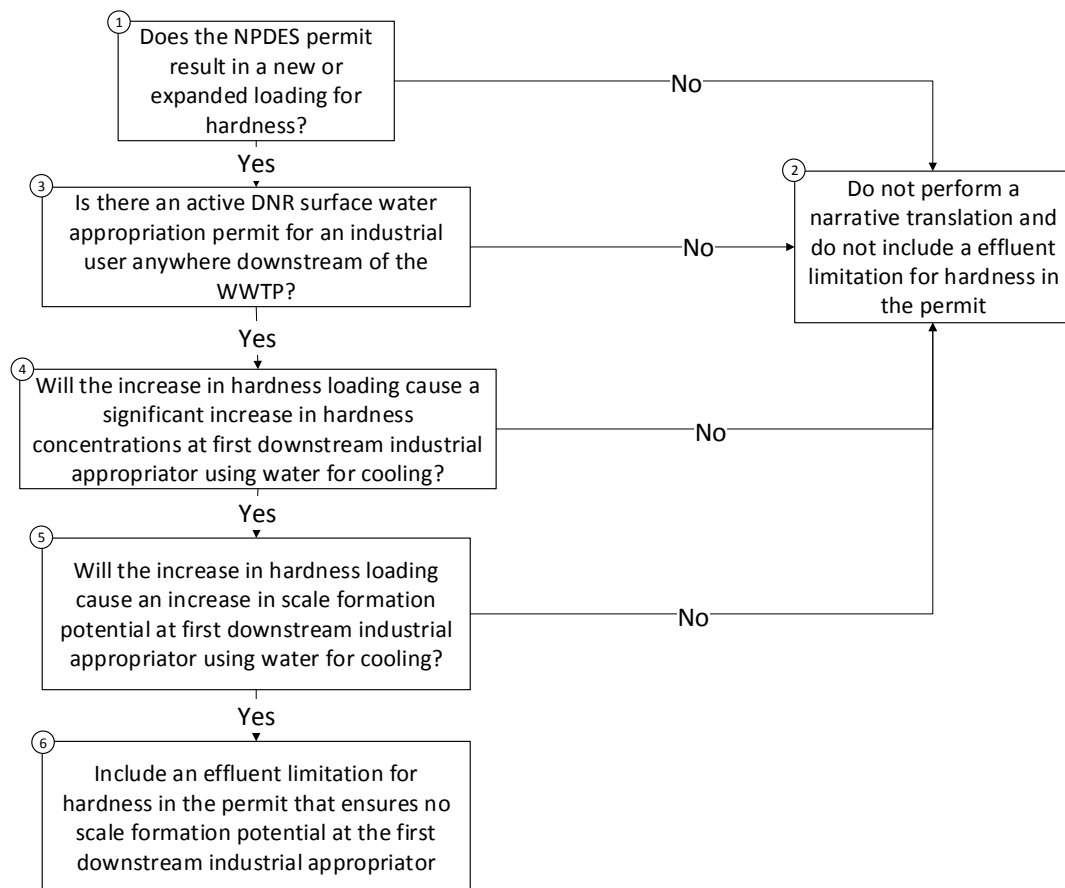 1
Does the NPDES permit
result in a new or
expanded loading for
hardness?
No
Yes
2
Do not perform a
narrative translation and
do not include a effluent
limitation for hardness in
the permit
3
Is there an active DNR surface water
appropriation permit for an industrial
user anywhere downstream of the
WWTP?
No
Yes
4
Will the increase in hardness loading cause a
significant increase in hardness
concentrations at first downstream industrial
appropriator using water for cooling?
No
Yes
5
Will the increase in hardness loading
cause an increase in scale formation
potential at first downstream industrial
appropriator using water for cooling?
No
Yes
6
Include an effluent limitation for
hardness in the permit that ensures no
scale formation potential at the first
downstream industrial appropriator